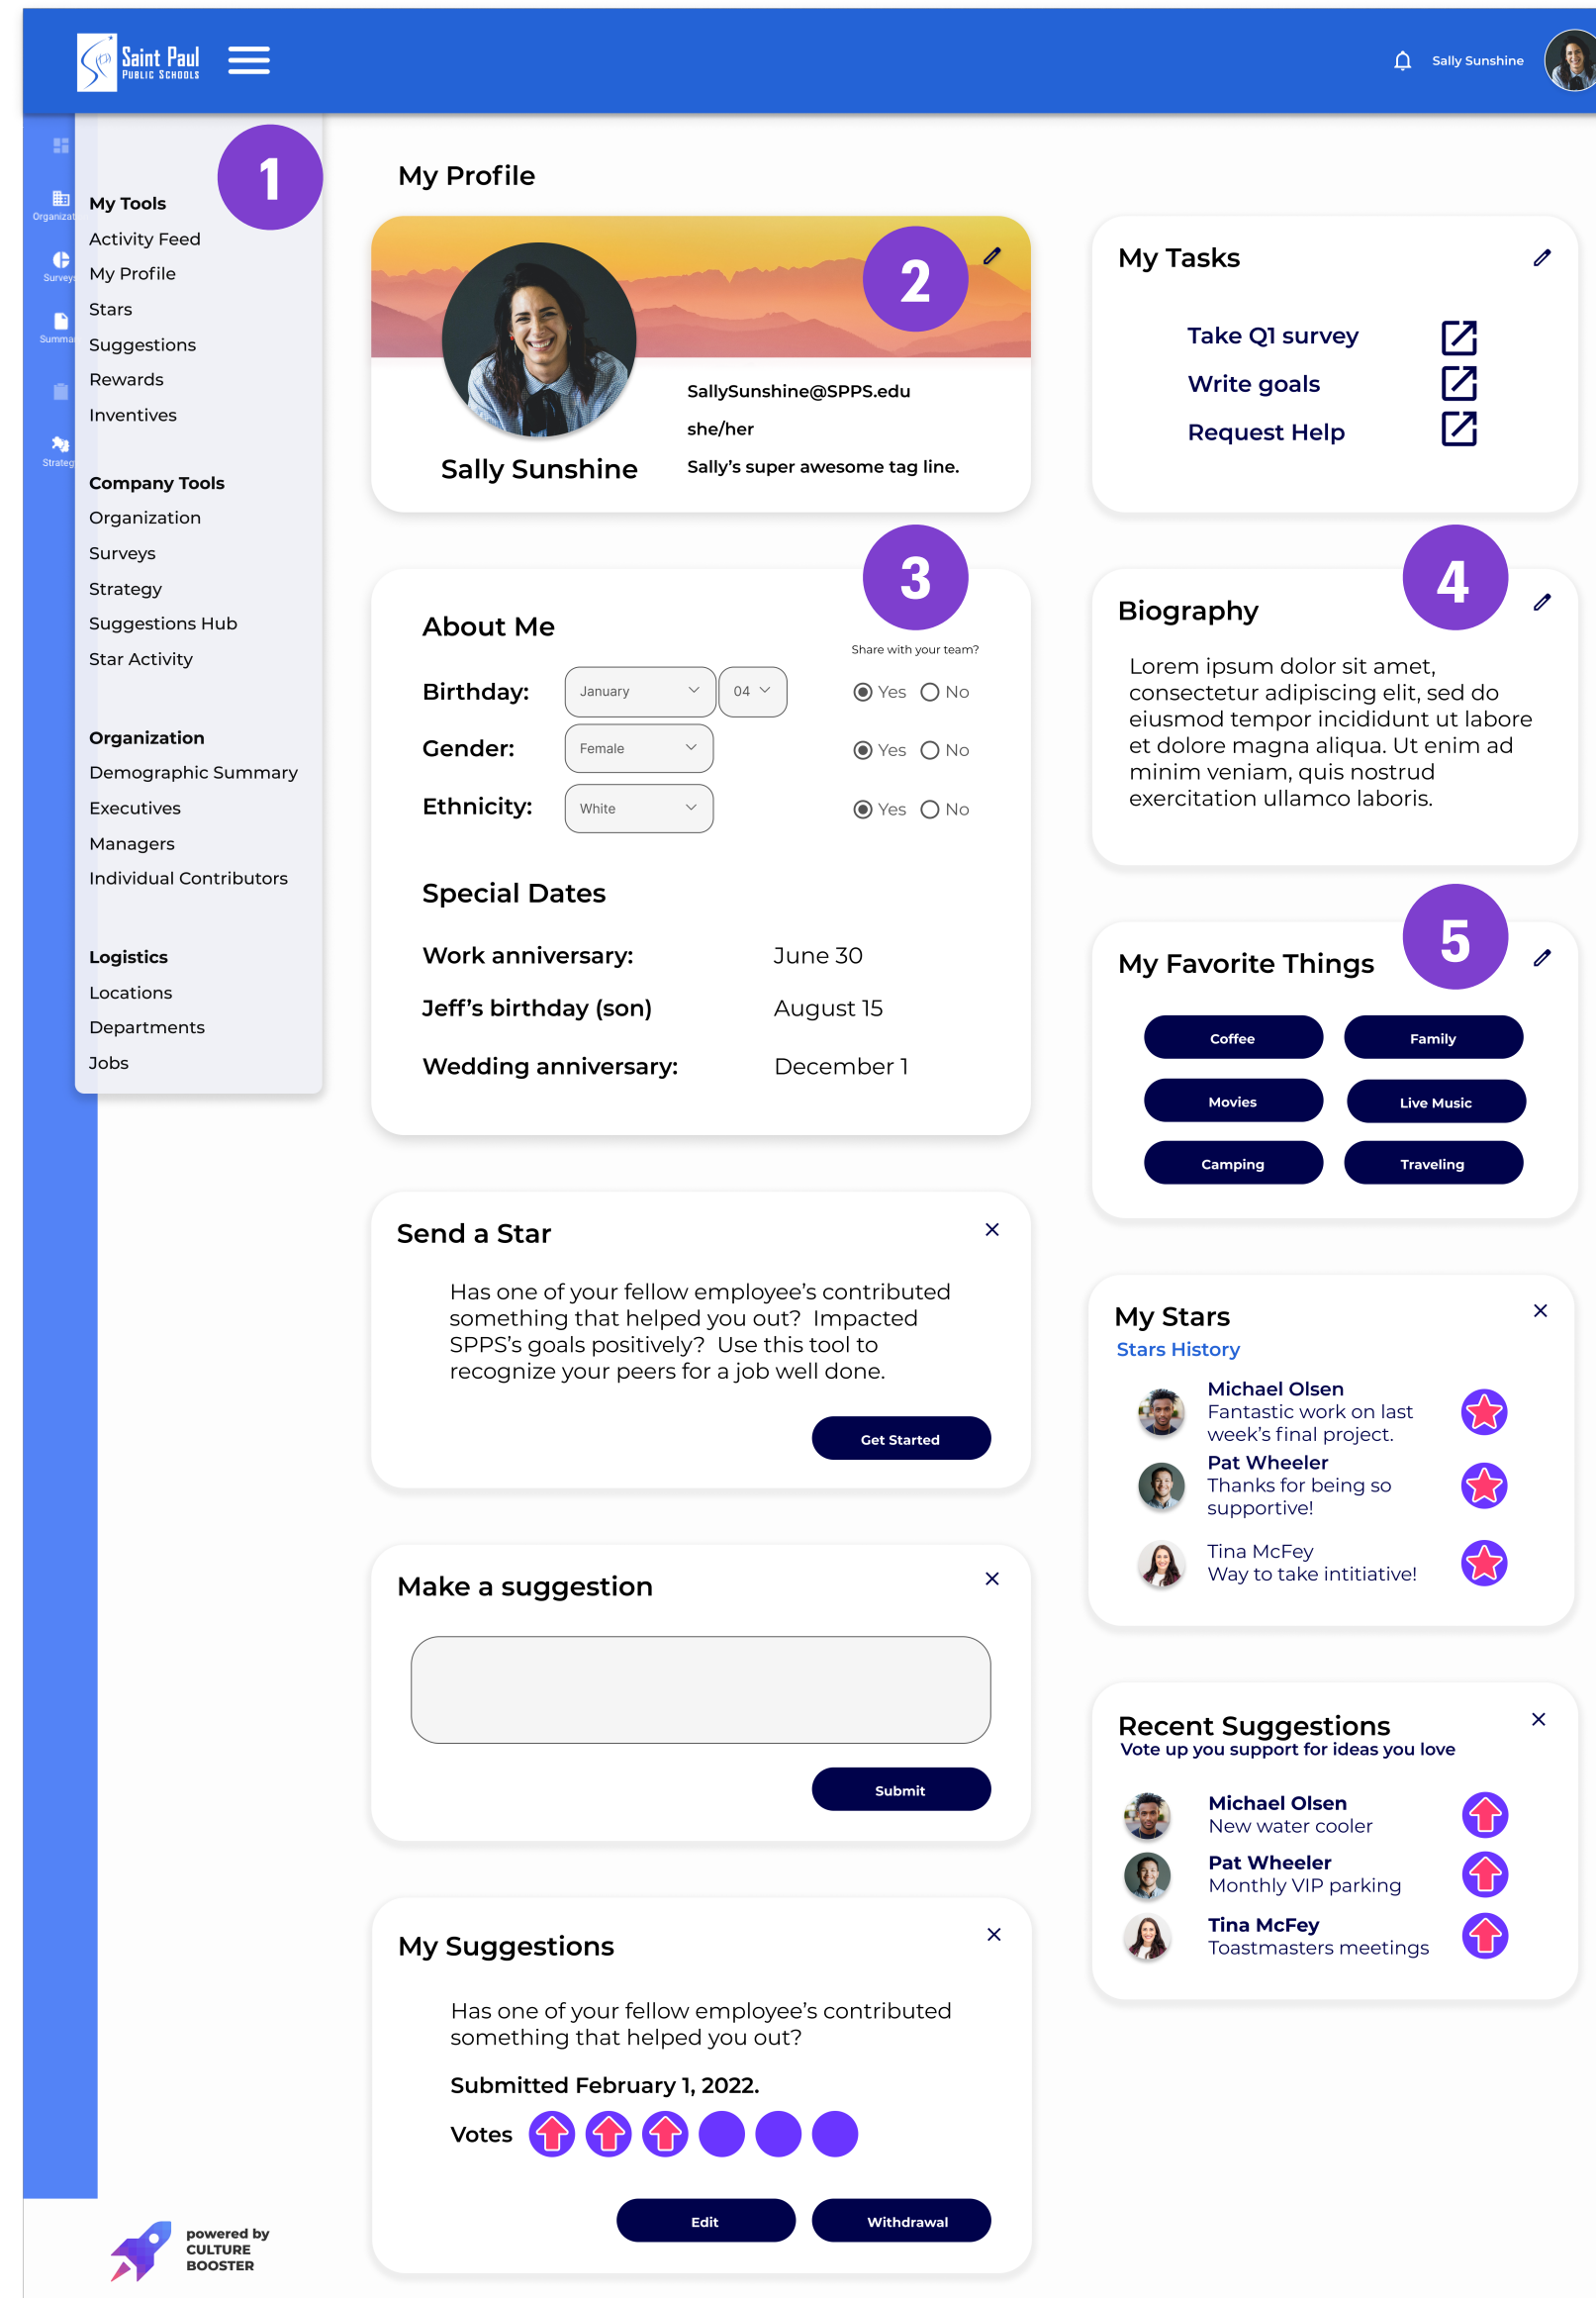 Saint Paul
PUBLIC SCHOOLS
Sally Sunshine
Organizat
Surveys
Summa
Strateg
1
My Tools
Activity Feed
My Profile
Stars
Suggestions
Rewards
Inventives
Company Tools
Organization
Surveys
Strategy
Suggestions Hub
Star Activity
Organization
Demographic Summary
Executives
Managers
Individual Contributors
Logistics
Locations
Departments
Jobs
My Profile
2
SallySunshine@SPPS.edu
she/her
Sally Sunshine
Sally's super awesome tag line.
My Tasks
Take Q1 survey
Write goals
Request Help
3
About Me
Share with your team?
Birthday: January 04 Yes No
Gender: Female Yes No
Ethnicity: White Yes No
Special Dates
Work anniversary: June 30
Jeff's birthday (son) August 15
Wedding anniversary: December 1
4
Biography
Lorem ipsum dolor sit amet,
consectetur adipiscing elit, sed do
eiusmod tempor incididunt ut labore
et dolore magna aliqua. Ut enim ad
minim veniam, quis nostrud
exercitation ullamco laboris.
5
My Favorite Things
Coffee Family
Movies Live Music
Camping Traveling
Send a Star
Has one of your fellow employee's contributed
something that helped you out? Impacted
SPPS's goals positively? Use this tool to
recognize your peers for a job well done.
Get Started
My Stars
Stars History
Michael Olsen
Fantastic work on last
week's final project.
Pat Wheeler
Thanks for being so
supportive!
Tina McFey
Way to take intitiative!
Make a suggestion
Submit
Recent Suggestions
Vote up you support for ideas you love
Michael Olsen
New water cooler
Pat Wheeler
Monthly VIP parking
Tina McFey
Toastmasters meetings
My Suggestions
Has one of your fellow employee's contributed
something that helped you out?
Submitted February 1, 2022.
Votes
Edit Withdrawal
powered by
CULTURE
BOOSTER